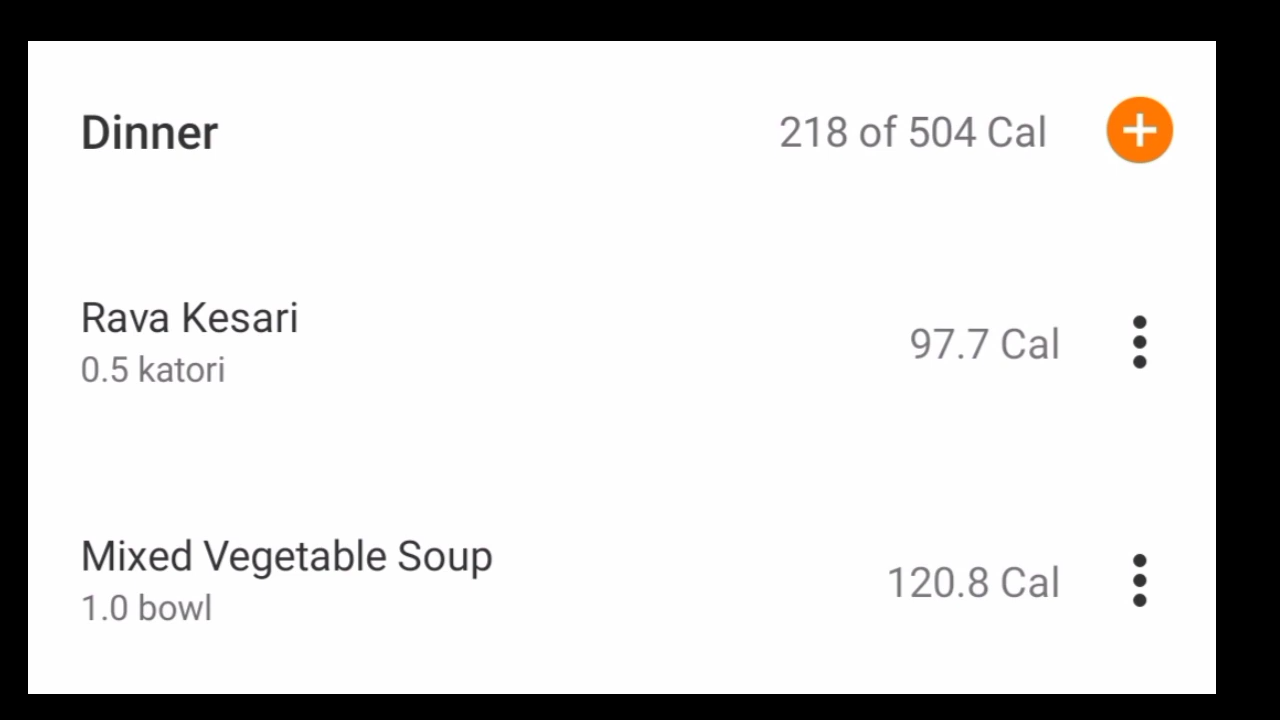 Dinner 218 of 504 Cal
Rava Kesari
0.5 katori
97.7 Cal
Mixed Vegetable Soup
1.0 bowl
120.8 Cal